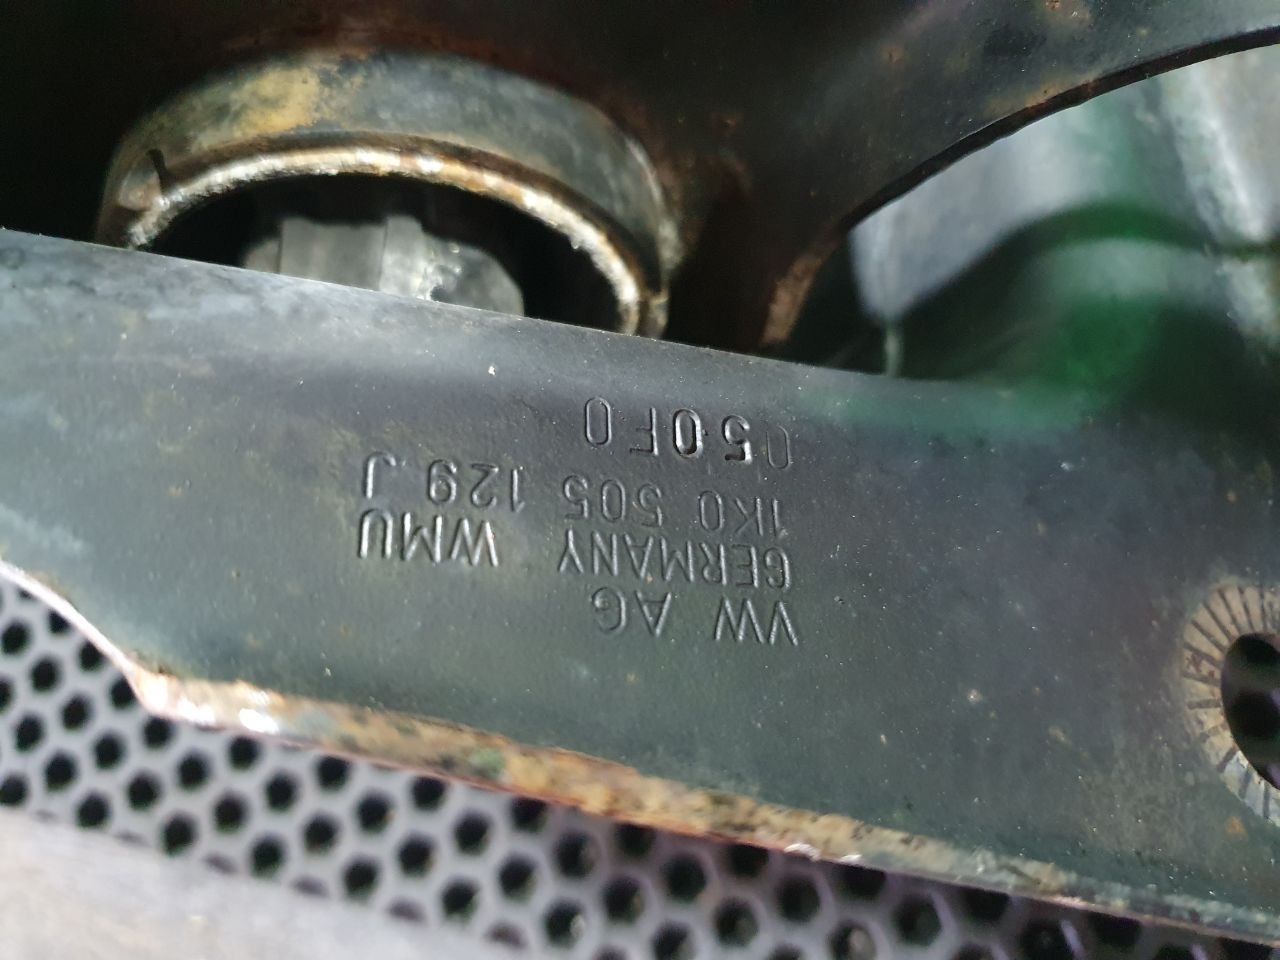 VW AG
GERMANY WMU
1K0 505 129 J
050F0